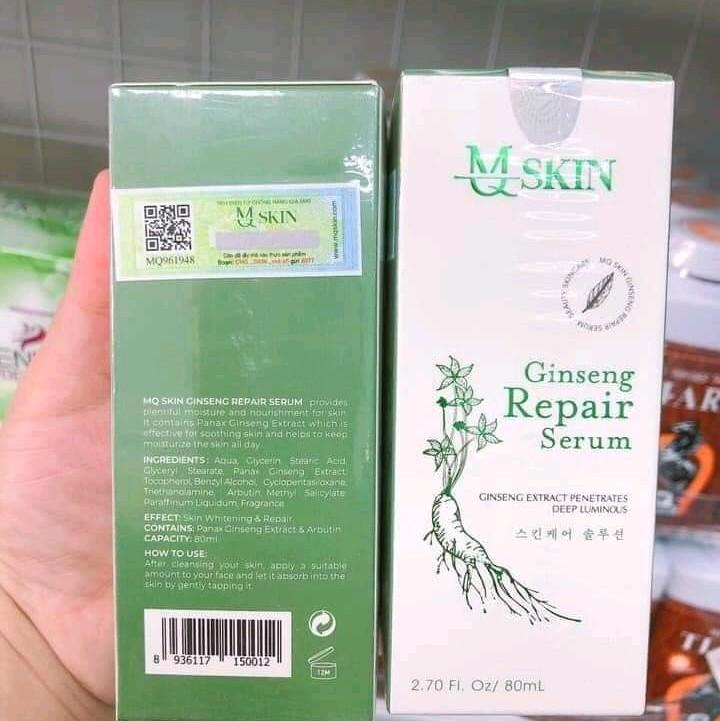 MQ SKIN
www.mqskin.com
MQ961948
MQ SKIN GINSENG REPAIR SERUM provides
plentiful moisture and nourishment for skin.
It contains Panax Ginseng Extract which is
effective for soothing skin and helps to keep
moisturize the skin all day.
INGREDIENTS: Aqua, Glycerin, Stearic Acid,
Glyceryl Stearate, Panax Ginseng Extract,
Tocopherol, Benzyl Alcohol, Cyclopentasiloxane,
Triethanolamine, Arbutin, Methyl Salicylate,
Paraffinum Liquidum, Fragrance.
EFFECT: Skin Whitening & Repair.
CONTAINS: Panax Ginseng Extract & Arbutin.
CAPACITY: 80ml
HOW TO USE:
After cleansing your skin, apply a suitable
amount to your face and let it absorb into the
skin by gently tapping it.
8 936117 150012
12M
MQ SKIN
BEAUTY SKINCARE · MQ SKIN GINSENG REPAIR SERUM
Ginseng
Repair
Serum
GINSENG EXTRACT PENETRATES
DEEP LUMINOUS
스킨케어 솔루션
2.70 Fl. Oz/ 80mL